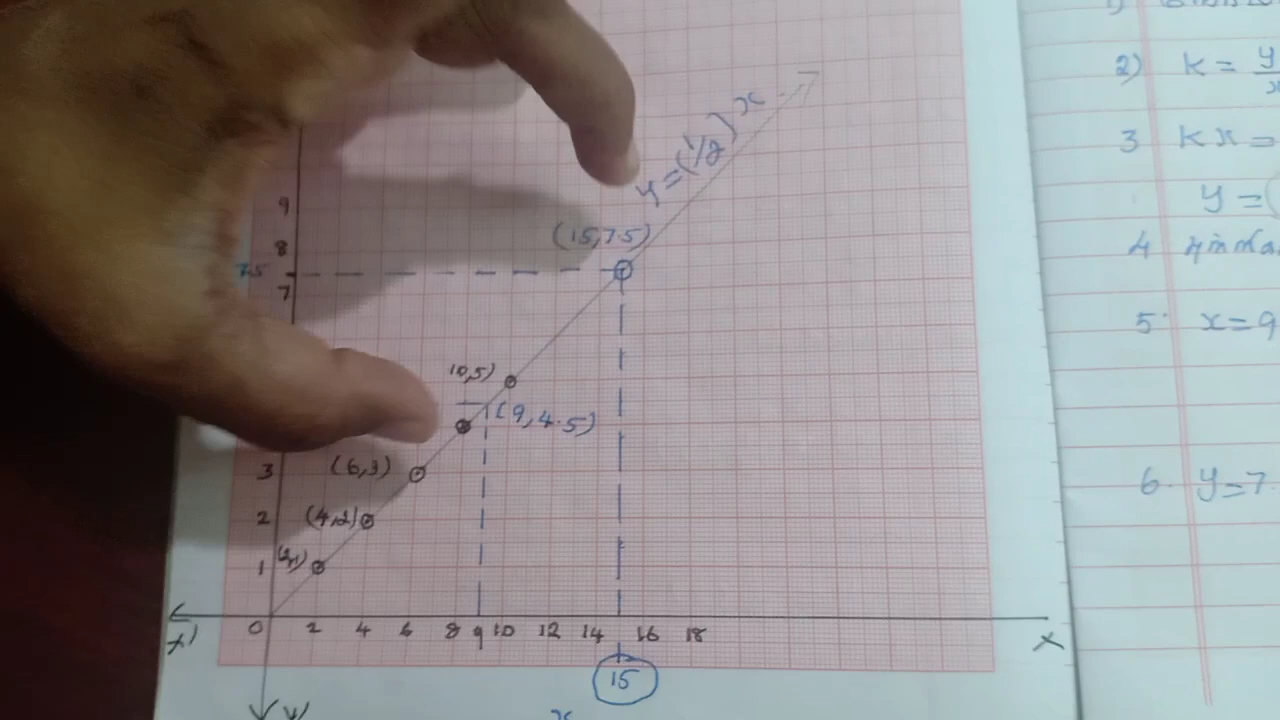 y = (1/2) x
9
8
7.5
7
(15,7.5)
10,5)
(9,4.5)
3
(6,3)
2
(4,2)
1
0 2 4 6 8 9 10 12 14 16 18
x' x
15
x
2) K = y
x
3 Kx =
y = (
4
5. x = 9
6. y = 7.